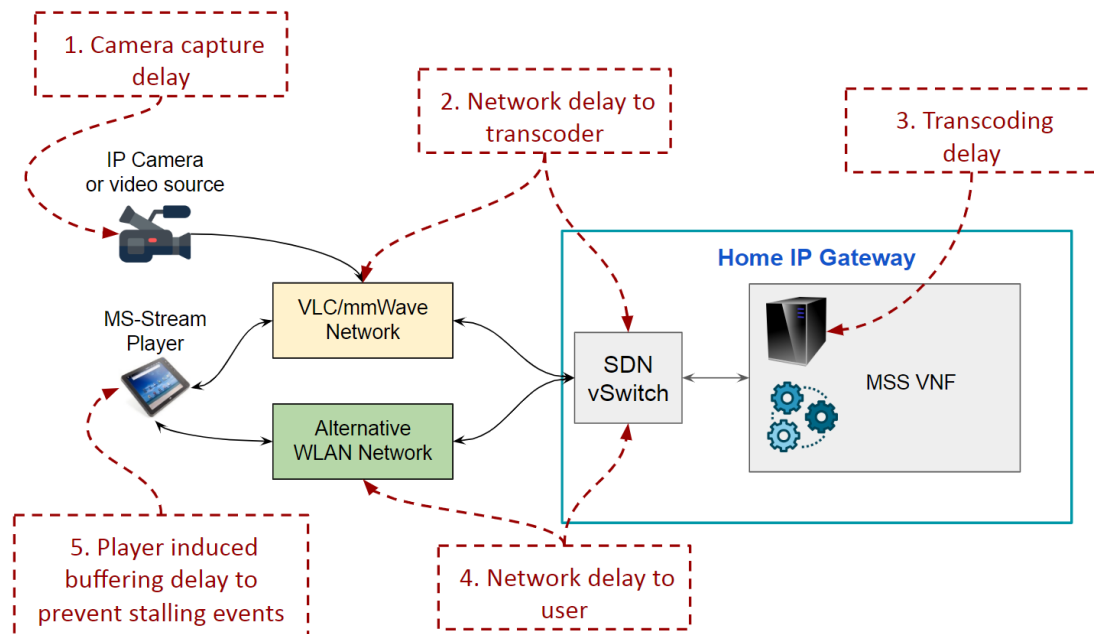 1. Camera capture
delay
2. Network delay to
transcoder
3. Transcoding
delay
IP Camera
or video source
Home IP Gateway
MS-Stream
Player
VLC/mmWave
Network
SDN
vSwitch
MSS VNF
Alternative
WLAN Network
5. Player induced
buffering delay to
prevent stalling events
4. Network delay to
user